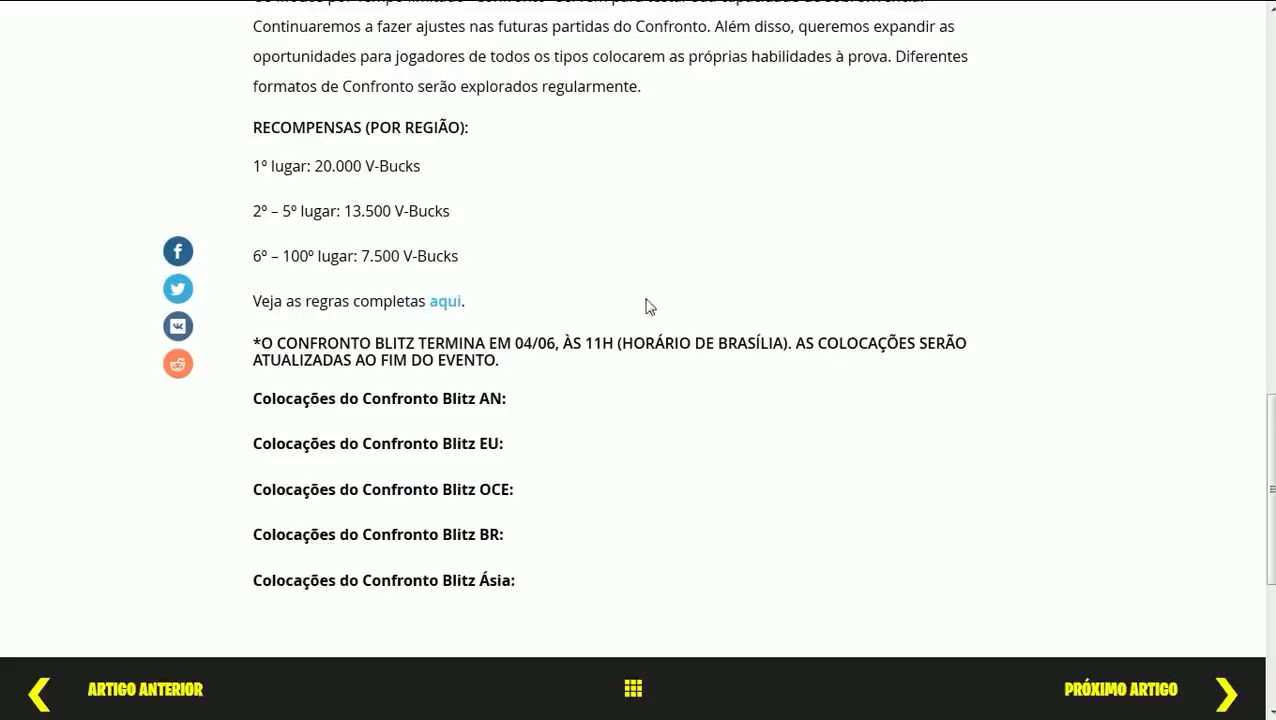 Continuaremos a fazer ajustes nas futuras partidas do Confronto. Além disso, queremos expandir as
oportunidades para jogadores de todos os tipos colocarem as próprias habilidades à prova. Diferentes
formatos de Confronto serão explorados regularmente.
RECOMPENSAS (POR REGIÃO):
1º lugar: 20.000 V-Bucks
2º – 5º lugar: 13.500 V-Bucks
6º – 100º lugar: 7.500 V-Bucks
Veja as regras completas aqui.
*O CONFRONTO BLITZ TERMINA EM 04/06, ÀS 11H (HORÁRIO DE BRASÍLIA). AS COLOCAÇÕES SERÃO
ATUALIZADAS AO FIM DO EVENTO.
Colocações do Confronto Blitz AN:
Colocações do Confronto Blitz EU:
Colocações do Confronto Blitz OCE:
Colocações do Confronto Blitz BR:
Colocações do Confronto Blitz Ásia:
ARTIGO ANTERIOR
PRÓXIMO ARTIGO